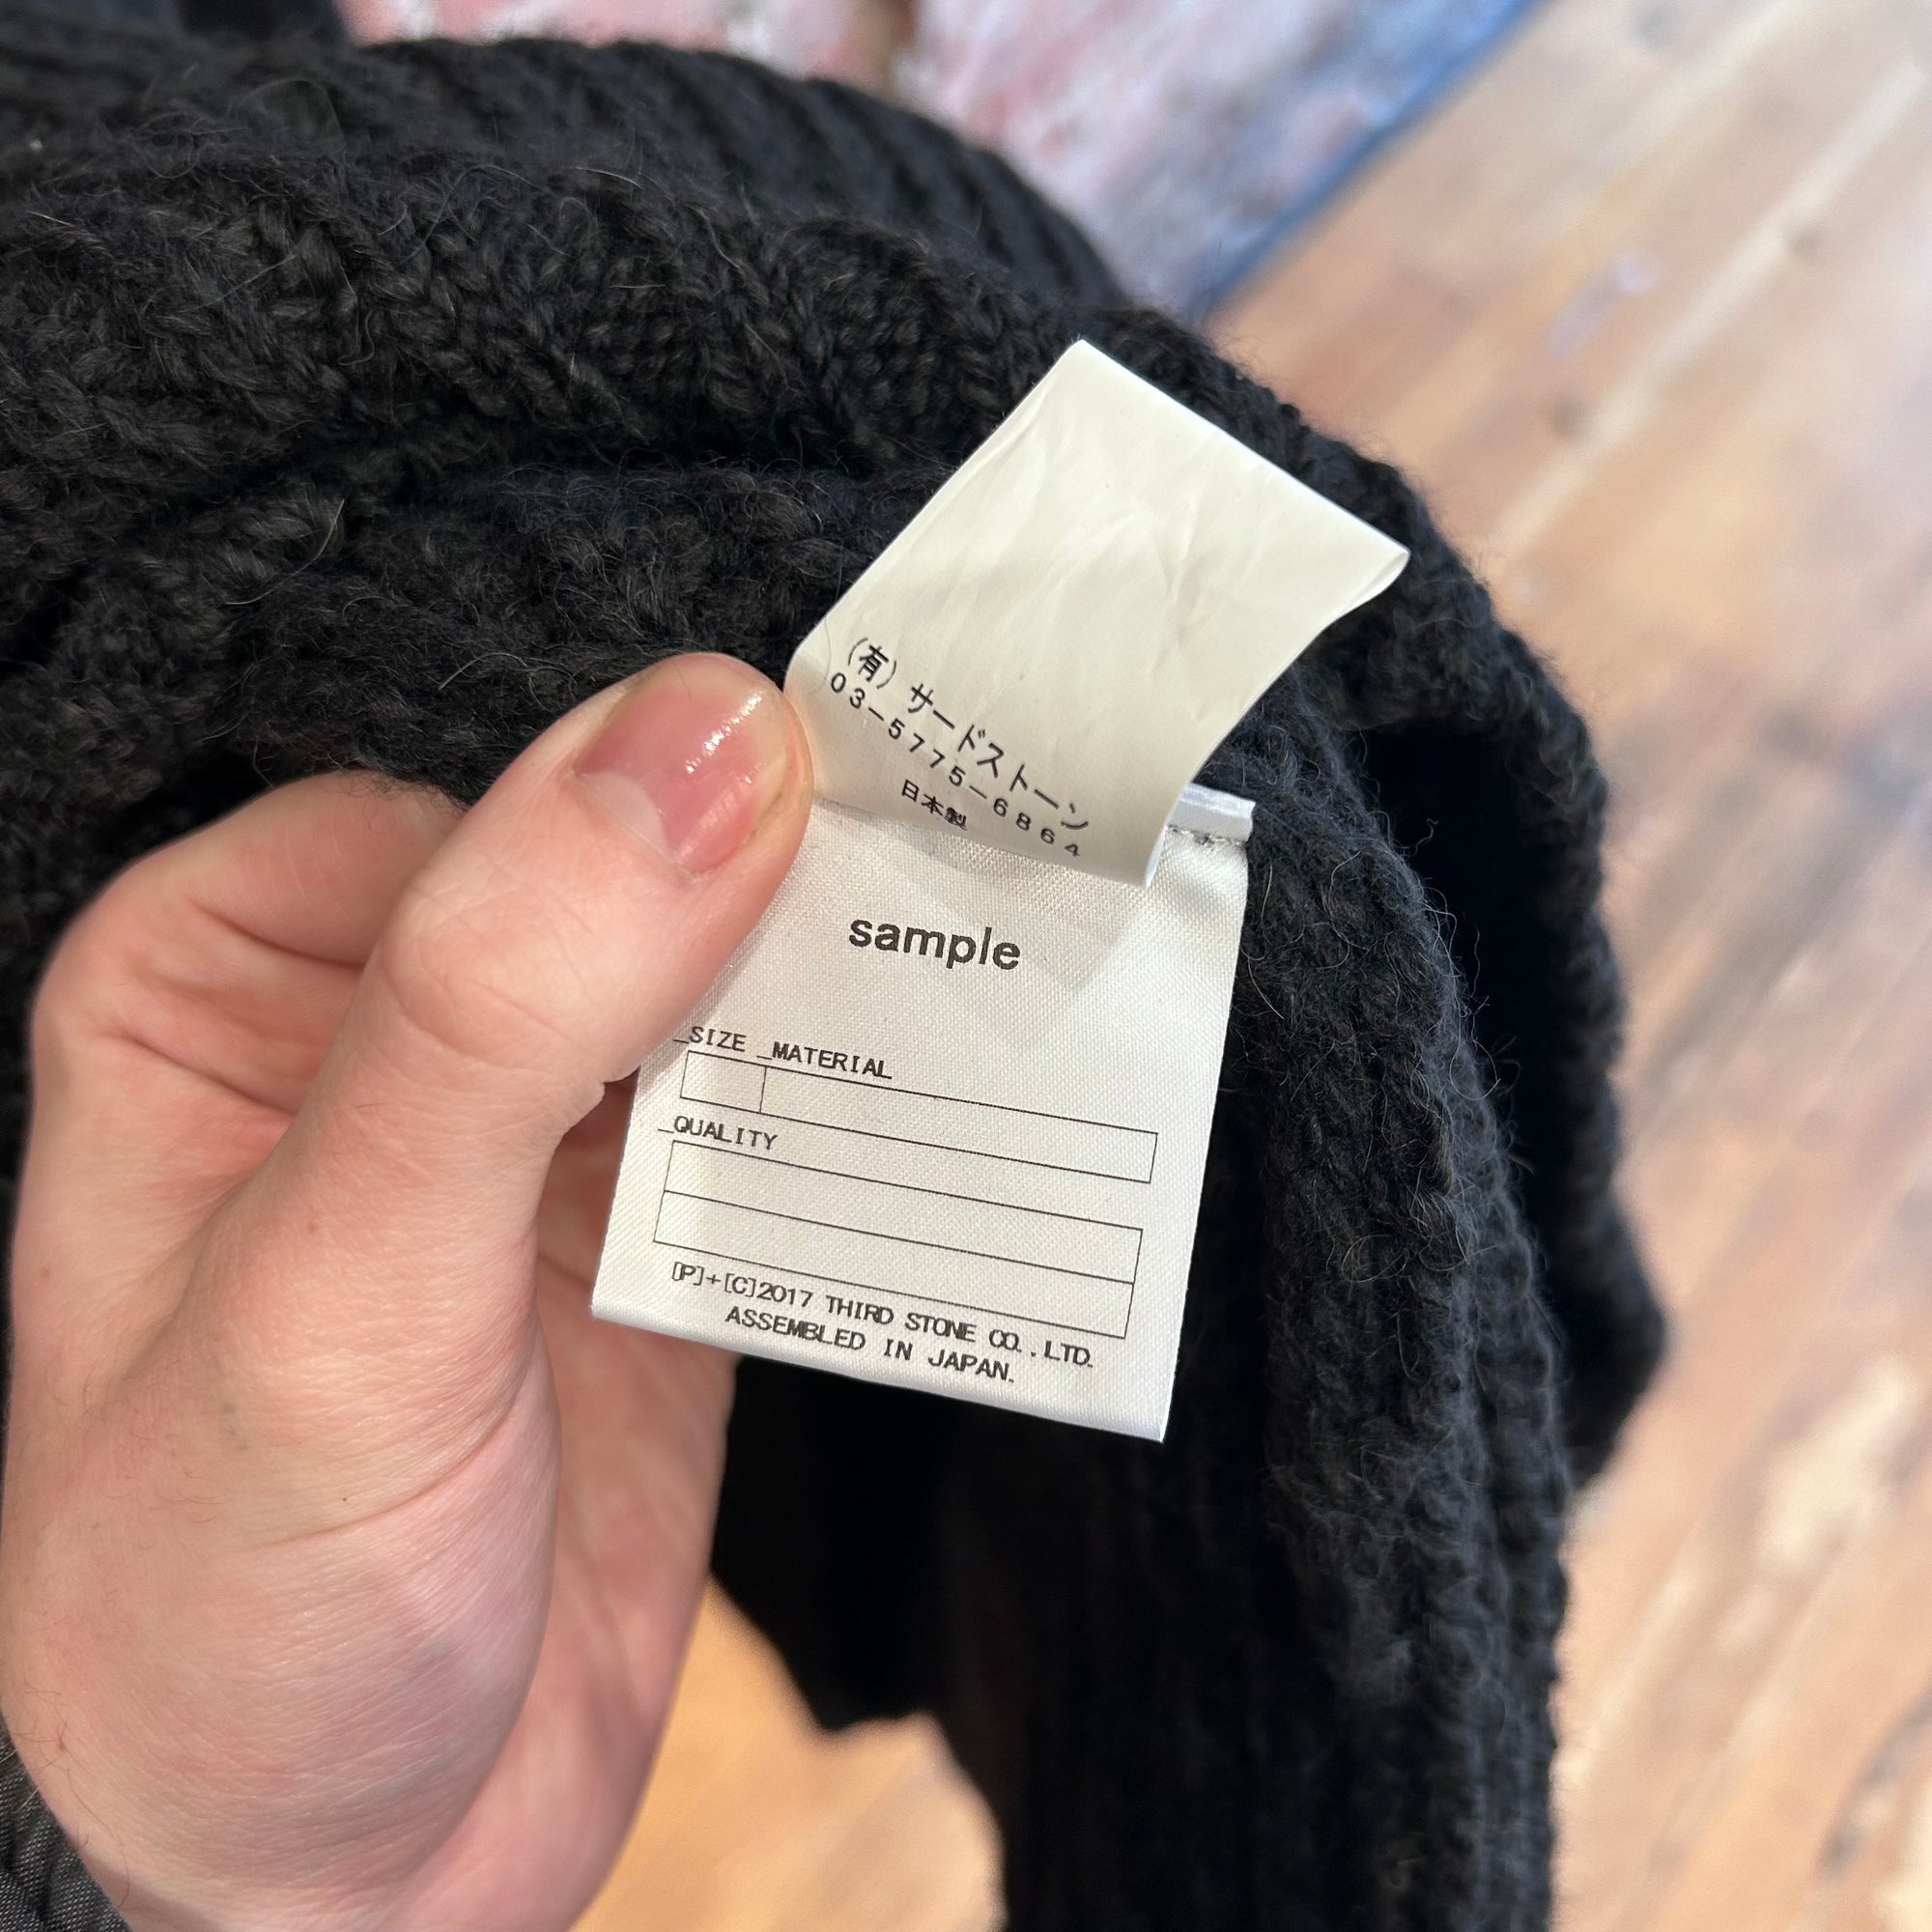 (有)サードストーン
03-5775-6864
日本製
sample
_SIZE _MATERIAL
_QUALITY
[P]+[C]2017 THIRD STONE CO.,LTD.
ASSEMBLED IN JAPAN.